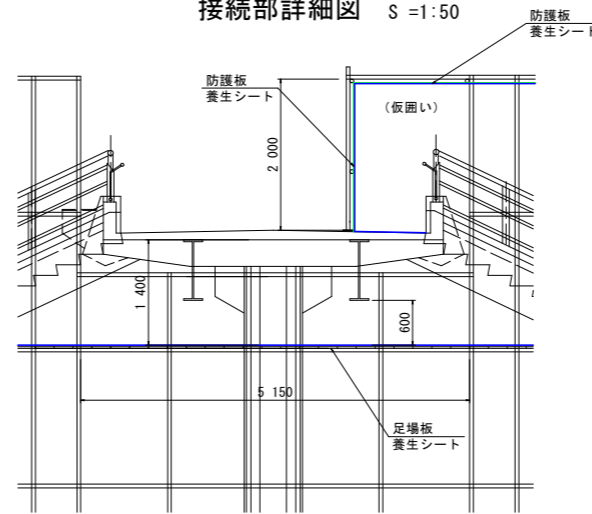 接続部詳細図 S =1:50
防護板
養生シート
防護板
養生シート
(仮囲い)
2 000
1 400
600
5 150
足場板
養生シート